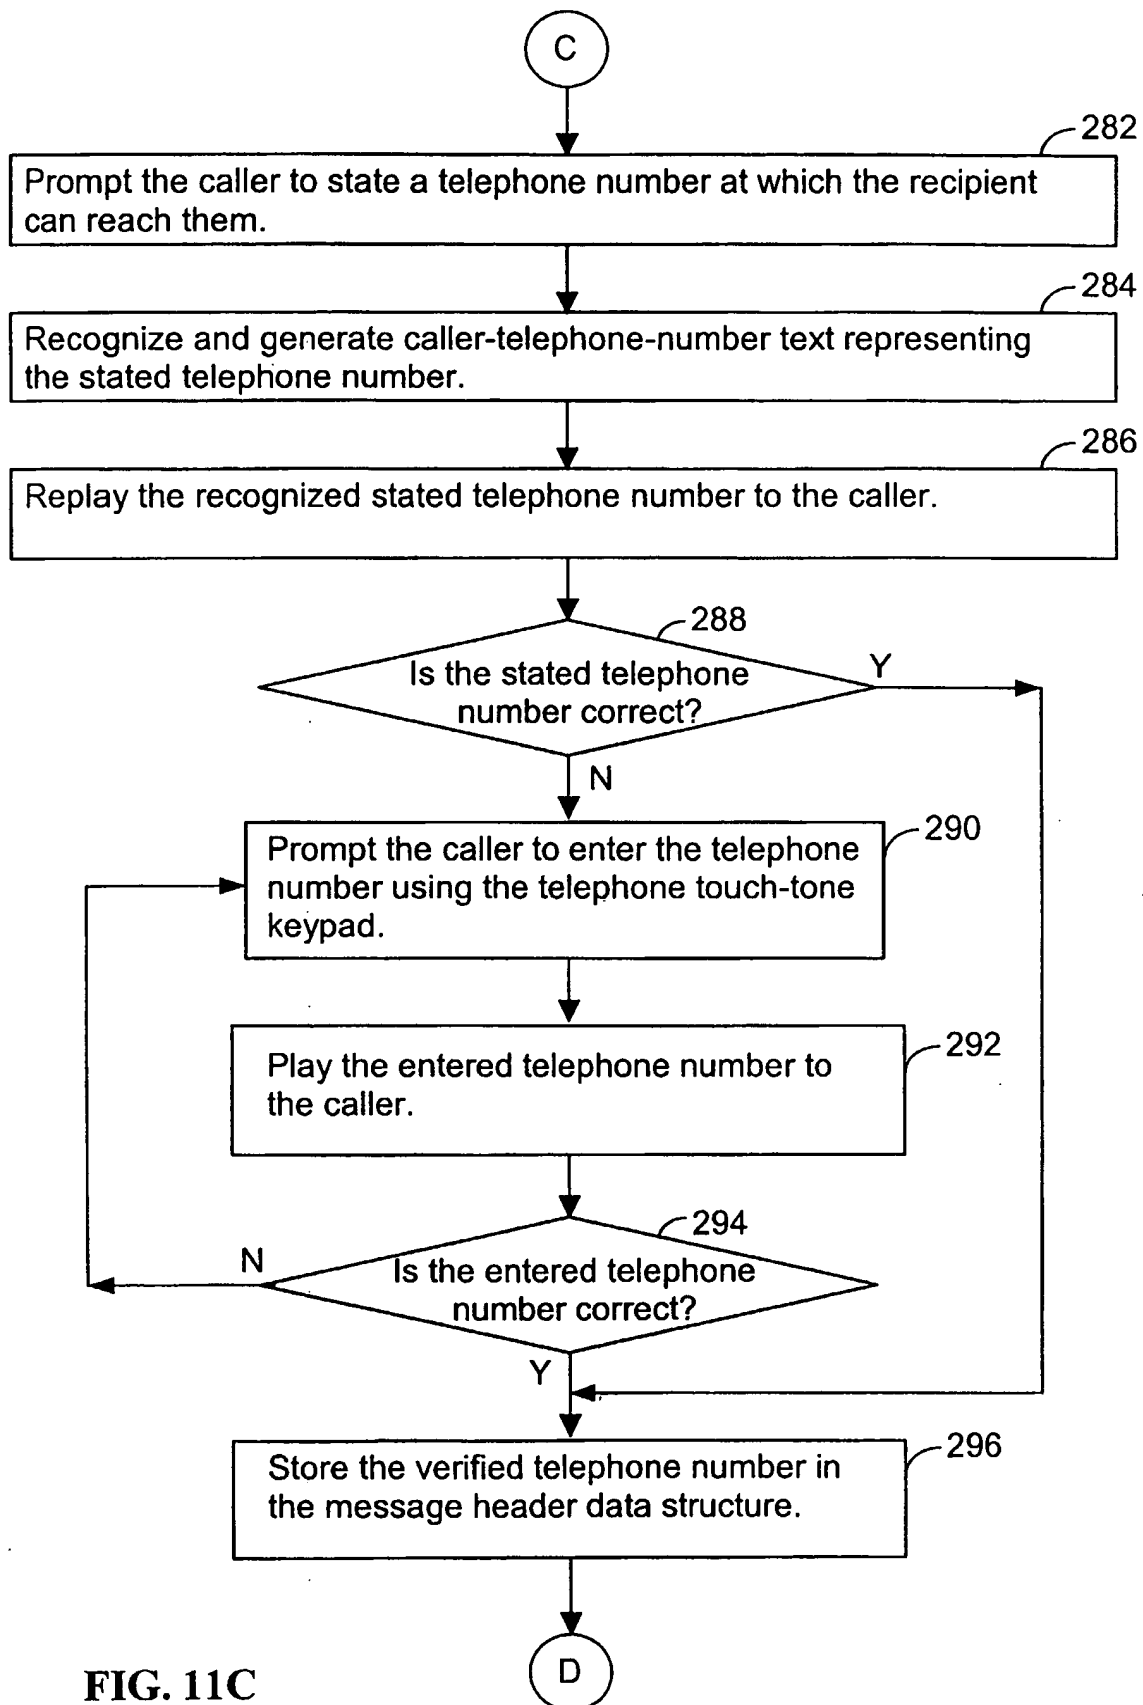 C
282
Prompt the caller to state a telephone number at which the recipient
can reach them.
284
Recognize and generate caller-telephone-number text representing
the stated telephone number.
286
Replay the recognized stated telephone number to the caller.
288
Is the stated telephone
number correct?
Y
N
290
Prompt the caller to enter the telephone
number using the telephone touch-tone
keypad.
292
Play the entered telephone number to
the caller.
294
N
Is the entered telephone
number correct?
Y
296
Store the verified telephone number in
the message header data structure.
D
FIG. 11C